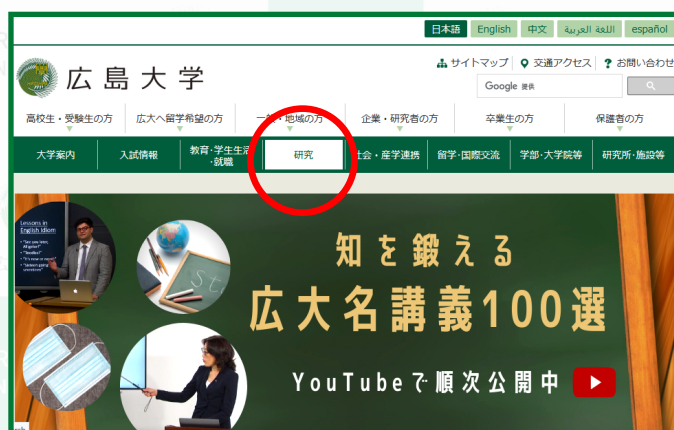 日本語 English 中文 اللغة العربية español
サイトマップ 交通アクセス ? お問い合わせ
広島大学
Google 提供
高校生・受験生の方 広大へ留学希望の方 一般・地域の方 企業・研究者の方 卒業生の方 保護者の方
大学案内 入試情報 教育・学生生活・就職 研究 社会・産学連携 留学・国際交流 学部・大学院等 研究所・施設等
Lessons in
English Idiom
知を鍛える
広大名講義100選
YouTubeで順次公開中